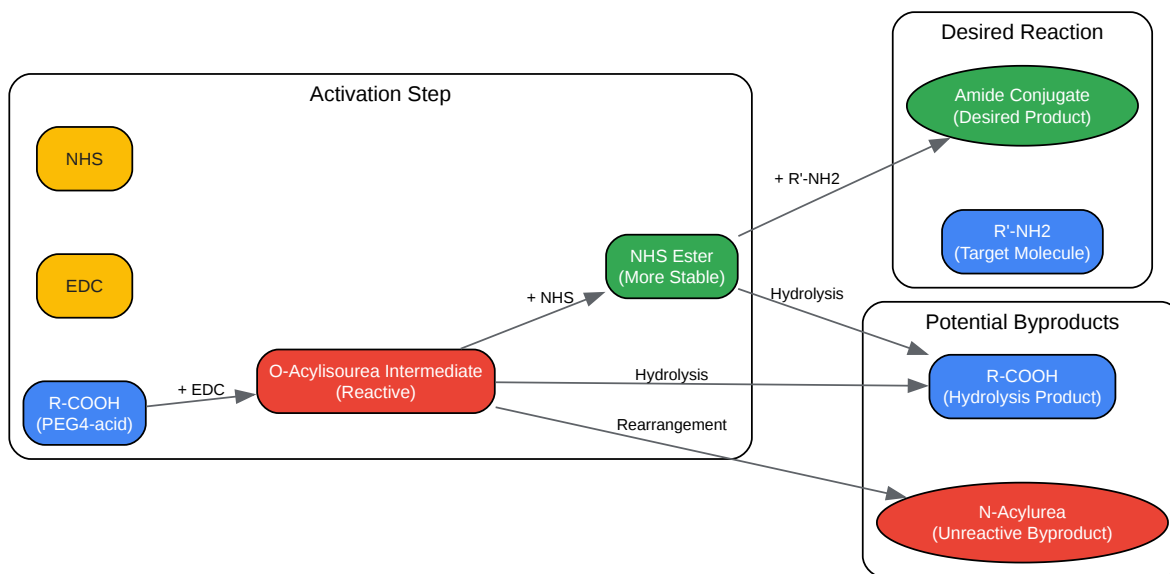 Activation Step
NHS
EDC
R-COOH
(PEG4-acid)
+ EDC
O-Acylisourea Intermediate
(Reactive)
+ NHS
NHS Ester
(More Stable)
+ R'-NH2
Hydrolysis
Hydrolysis
Rearrangement
Desired Reaction
Amide Conjugate
(Desired Product)
R'-NH2
(Target Molecule)
Potential Byproducts
R-COOH
(Hydrolysis Product)
N-Acylurea
(Unreactive Byproduct)